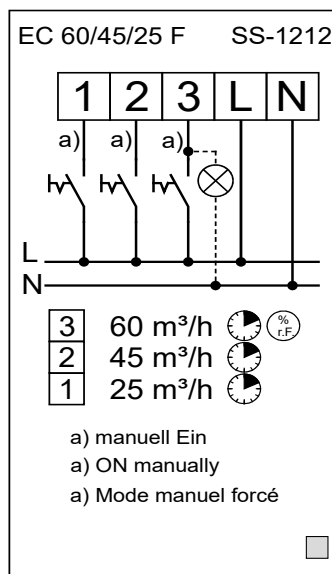 EC 60/45/25 F SS-1212
1 2 3 L N
a) a) a)
L
N
3 60 m³/h % r.F.
2 45 m³/h
1 25 m³/h
a) manuell Ein
a) ON manually
a) Mode manuel forcé